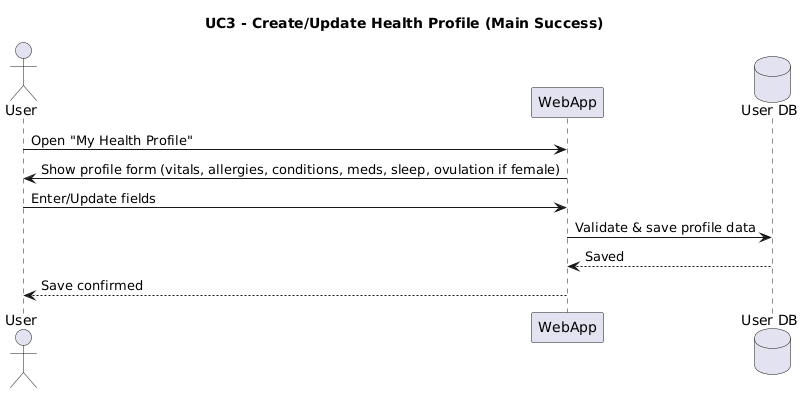 UC3 - Create/Update Health Profile (Main Success)
User
WebApp
User DB
Open "My Health Profile"
Show profile form (vitals, allergies, conditions, meds, sleep, ovulation if female)
Enter/Update fields
Validate & save profile data
Saved
Save confirmed
User
WebApp
User DB